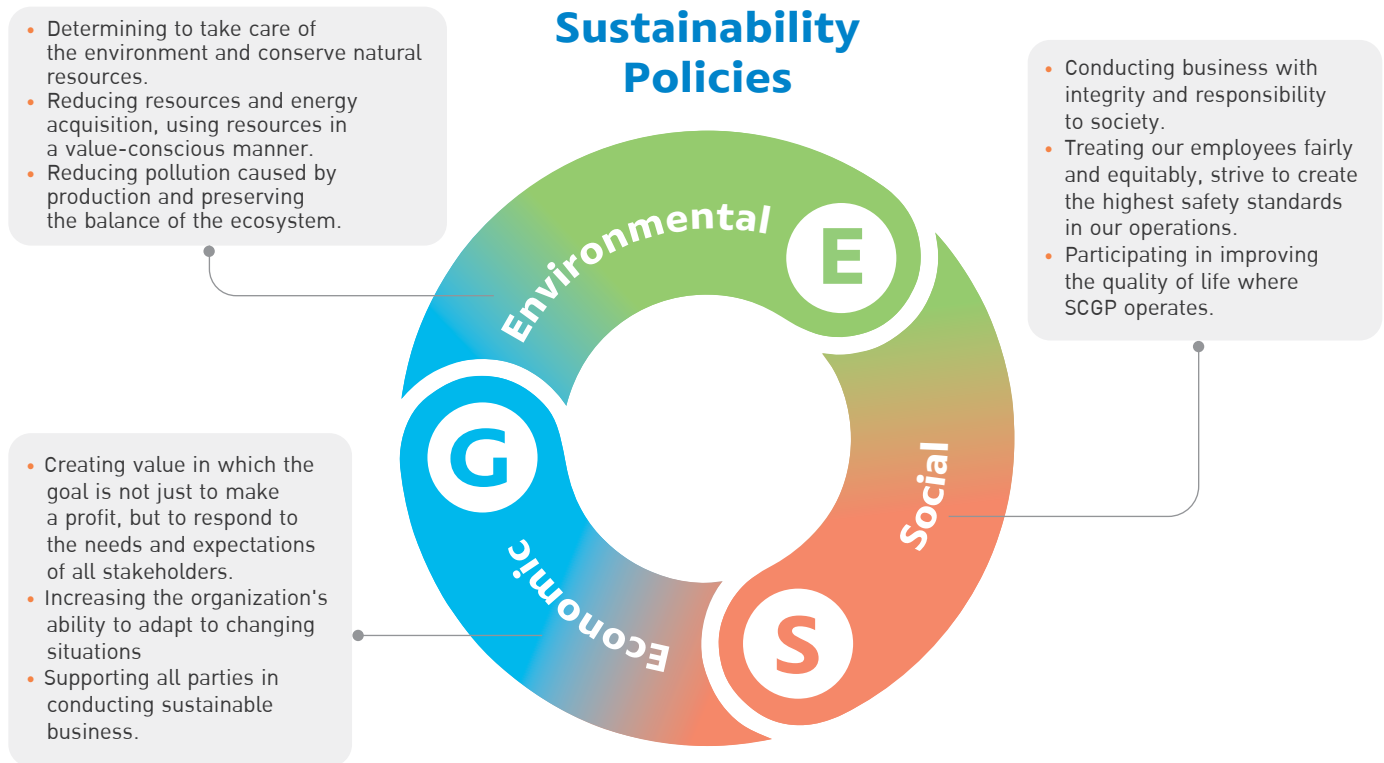 Sustainability
Policies
• Determining to take care of
the environment and conserve natural
resources.
• Reducing resources and energy
acquisition, using resources in
a value-conscious manner.
• Reducing pollution caused by
production and preserving
the balance of the ecosystem.
• Conducting business with
integrity and responsibility
to society.
• Treating our employees fairly
and equitably, strive to create
the highest safety standards
in our operations.
• Participating in improving
the quality of life where
SCGP operates.
Environmental
E
G
Social
S
Economic
• Creating value in which the
goal is not just to make
a profit, but to respond to
the needs and expectations
of all stakeholders.
• Increasing the organization's
ability to adapt to changing
situations
• Supporting all parties in
conducting sustainable
business.